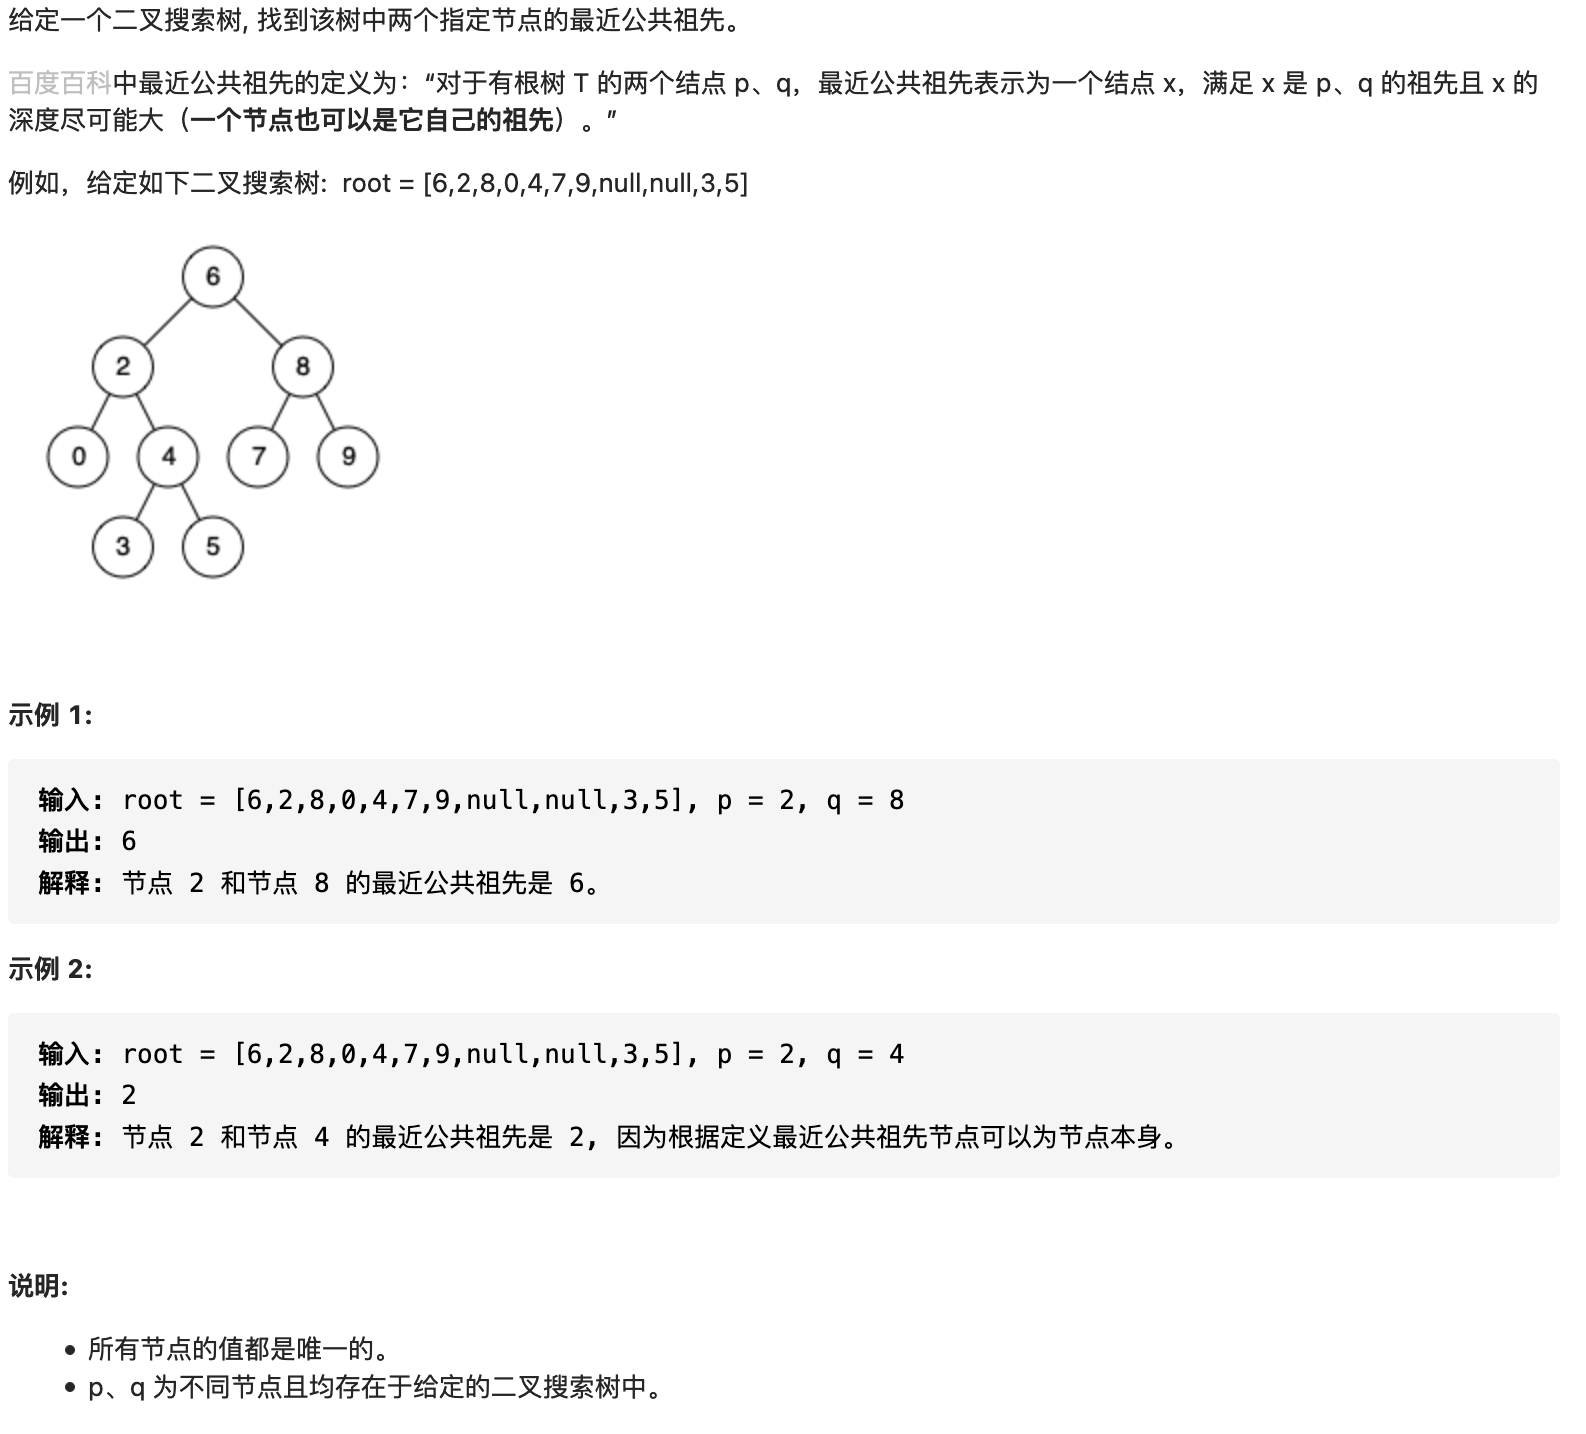 给定一个二叉搜索树, 找到该树中两个指定节点的最近公共祖先。
百度百科中最近公共祖先的定义为：“对于有根树 T 的两个结点 p、q，最近公共祖先表示为一个结点 x，满足 x 是 p、q 的祖先且 x 的
深度尽可能大（一个节点也可以是它自己的祖先）。”
例如，给定如下二叉搜索树:  root = [6,2,8,0,4,7,9,null,null,3,5]
6
2 8
0 4 7 9
3 5
示例 1:
输入: root = [6,2,8,0,4,7,9,null,null,3,5], p = 2, q = 8
输出: 6
解释: 节点 2 和节点 8 的最近公共祖先是 6。
示例 2:
输入: root = [6,2,8,0,4,7,9,null,null,3,5], p = 2, q = 4
输出: 2
解释: 节点 2 和节点 4 的最近公共祖先是 2, 因为根据定义最近公共祖先节点可以为节点本身。
说明:
• 所有节点的值都是唯一的。
• p、q 为不同节点且均存在于给定的二叉搜索树中。